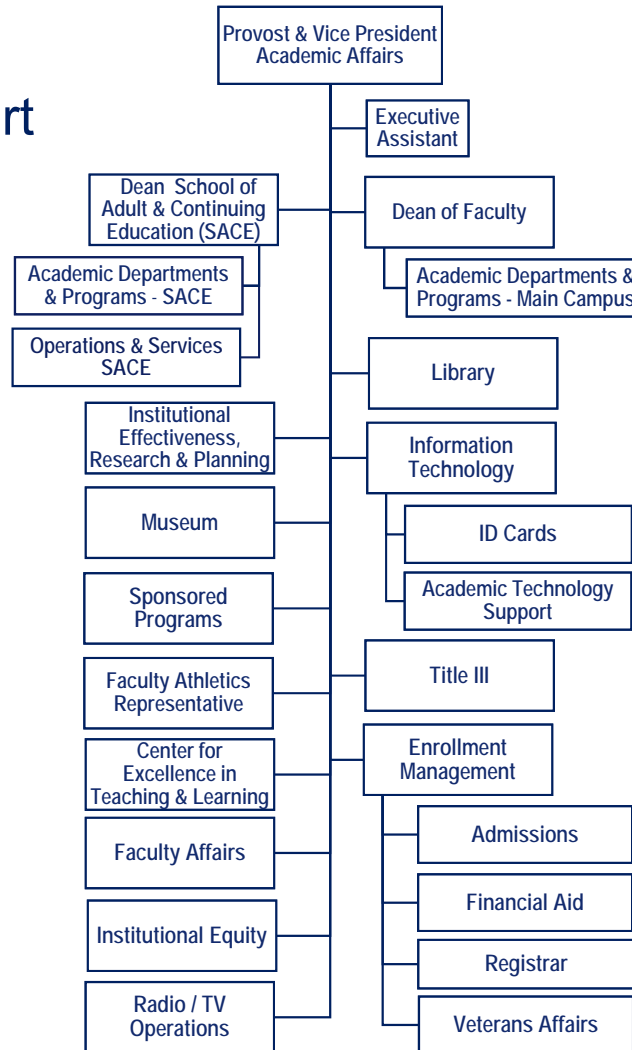 Provost & Vice President
Academic Affairs
rt
Executive
Assistant
Dean School of
Adult & Continuing
Education (SACE)
Dean of Faculty
Academic Departments
& Programs - SACE
Academic Departments &
Programs - Main Campus
Operations & Services
SACE
Library
Institutional
Effectiveness,
Research & Planning
Information
Technology
Museum
ID Cards
Sponsored
Programs
Academic Technology
Support
Faculty Athletics
Representative
Title III
Center for
Excellence in
Teaching & Learning
Enrollment
Management
Faculty Affairs
Admissions
Financial Aid
Institutional Equity
Registrar
Radio / TV
Operations
Veterans Affairs